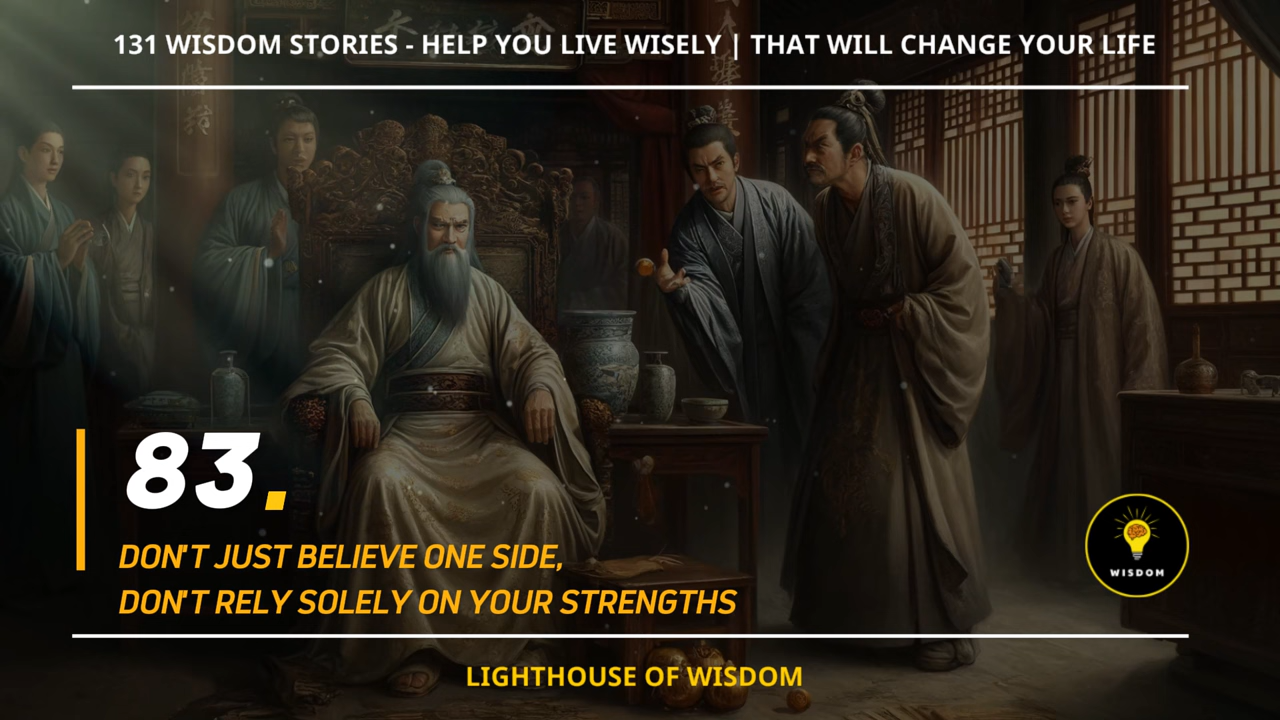 131 WISDOM STORIES - HELP YOU LIVE WISELY | THAT WILL CHANGE YOUR LIFE
83.
DON'T JUST BELIEVE ONE SIDE,
DON'T RELY SOLELY ON YOUR STRENGTHS
WISDOM
LIGHTHOUSE OF WISDOM